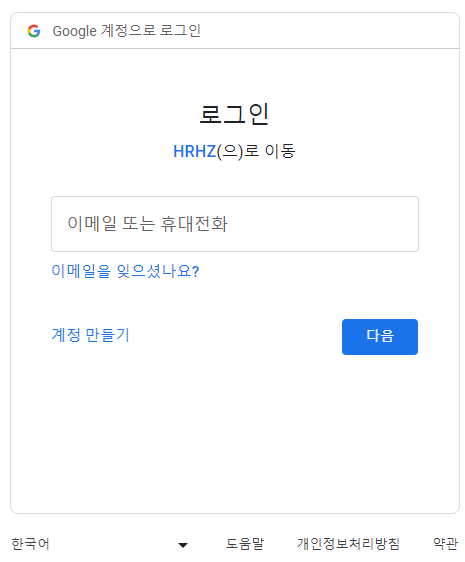 Google 계정으로 로그인
로그인
HRHZ(으)로 이동
이메일 또는 휴대전화
이메일을 잊으셨나요?
계정 만들기 다음
한국어 도움말 개인정보처리방침 약관